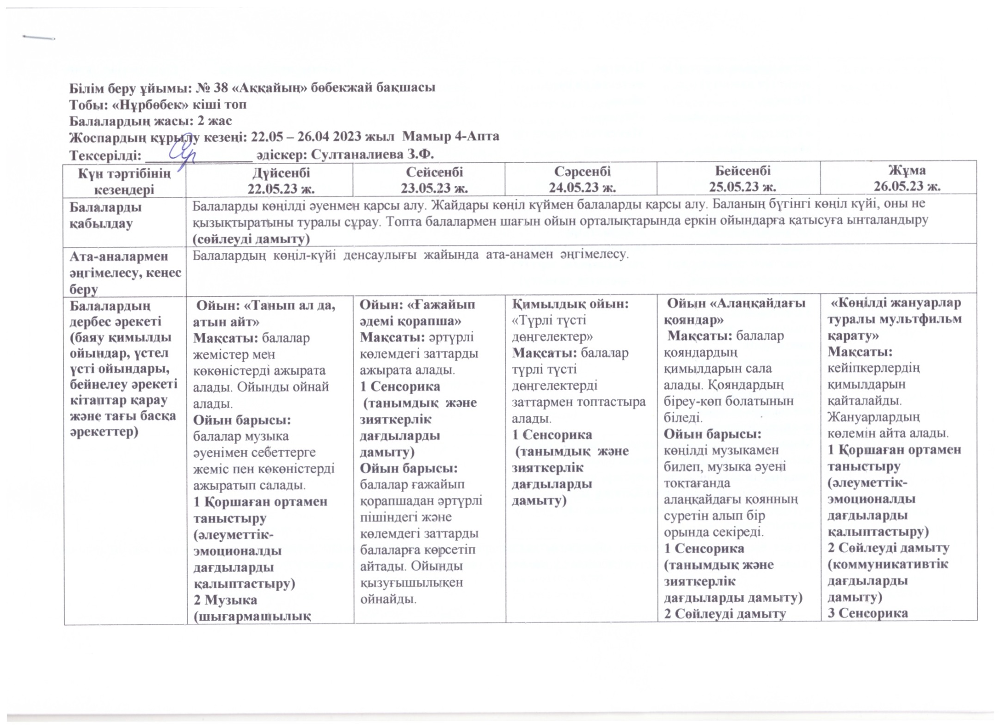 Білім беру ұйымы: № 38 «Аққайың» бөбекжай бақшасы
Тобы: «Нұрбөбек» кіші топ
Балалардың жасы: 2 жас
Жоспардың құрылу кезеңі: 22.05 – 26.04 2023 жыл  Мамыр 4-Апта
Тексерілді: ________________ әдіскер: Султаналиева З.Ф.
Күн тәртібінің
кезеңдері
Дүйсенбі
22.05.23 ж.
Сейсенбі
23.05.23 ж.
Сәрсенбі
24.05.23 ж.
Бейсенбі
25.05.23 ж.
Жұма
26.05.23 ж.
Балаларды
қабылдау
Балаларды көңілді әуенмен қарсы алу. Жайдары көңіл күймен балаларды қарсы алу. Баланың бүгінгі көңіл күйі, оны не
қызықтыратыны туралы сұрау. Топта балалармен шағын ойын орталықтарында еркін ойындарға қатысуға ынталандыру
(сөйлеуді дамыту)
Ата-аналармен
әңгімелесу, кеңес
беру
Балалардың көңіл-күйі денсаулығы жайында ата-анамен әңгімелесу.
Балалардың
дербес әрекеті
(баяу қимылды
ойындар, үстел
үсті ойындары,
бейнелеу әрекеті
кітаптар қарау
және тағы басқа
әрекеттер)
Ойын: «Танып ал да,
атын айт»
Мақсаты: балалар
жемістер мен
көкөністерді ажырата
алады. Ойынды ойнай
алады.
Ойын барысы:
балалар музыка
әуенімен себеттерге
жеміс пен көкөністерді
ажыратып салады.
1 Қоршаған ортамен
таныстыру
(әлеуметтік-
эмоционалды
дағдыларды
қалыптастыру)
2 Музыка
(шығармашылық
Ойын: «Ғажайып
әдемі қорапша»
Мақсаты: әртүрлі
көлемдегі заттарды
ажырата алады.
1 Сенсорика
(танымдық және
зияткерлік
дағдыларды
дамыту)
Ойын барысы:
балалар ғажайып
қорапшадан әртүрлі
пішіндегі және
көлемдегі заттарды
балаларға көрсетіп
айтады. Ойынды
қызуғышылықен
ойнайды.
Қимылдық ойын:
«Түрлі түсті
дөңгелектер»
Мақсаты: балалар
түрлі түсті
дөңгелектерді
заттармен топтастыра
алады.
1 Сенсорика
(танымдық және
зияткерлік
дағдыларды
дамыту)
Ойын «Алаңқайдағы
қояндар»
Мақсаты: балалар
қояндардың
қимылдарын сала
алады. Қояндардың
біреу-көп болатынын
біледі.
Ойын барысы:
көңілді музыкамен
билеп, музыка әуені
тоқтағанда
алаңқайдағы қоянның
суретін алып бір
орында секіреді.
1 Сенсорика
(танымдық және
зияткерлік
дағдыларды дамыту)
2 Сөйлеуді дамыту
«Көңілді жануарлар
туралы мультфильм
қарату»
Мақсаты:
кейіпкерлердің
қимылдарын
қайталайды.
Жануарлардың
көлемін айта алады.
1 Қоршаған ортамен
таныстыру
(әлеуметтік-
эмоционалды
дағдыларды
қалыптастыру)
2 Сөйлеуді дамыту
(коммуникативтік
дағдыларды
дамыту)
3 Сенсорика